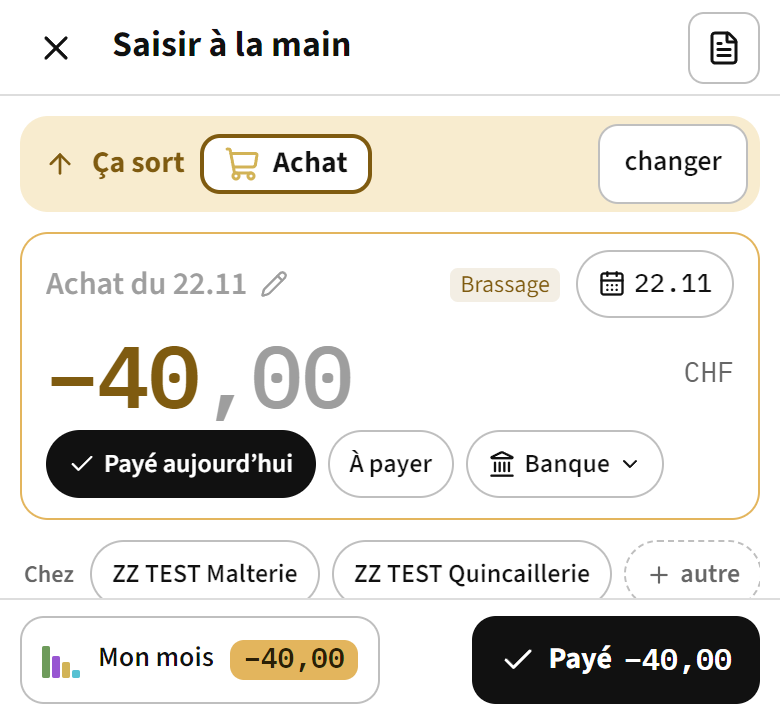 Saisir à la main
Ça sort Achat changer
Achat du 22.11 Brassage 22.11
−40,00 CHF
Payé aujourd’hui À payer Banque
Chez ZZ TEST Malterie ZZ TEST Quincaillerie + autre
Mon mois −40,00 Payé −40,00